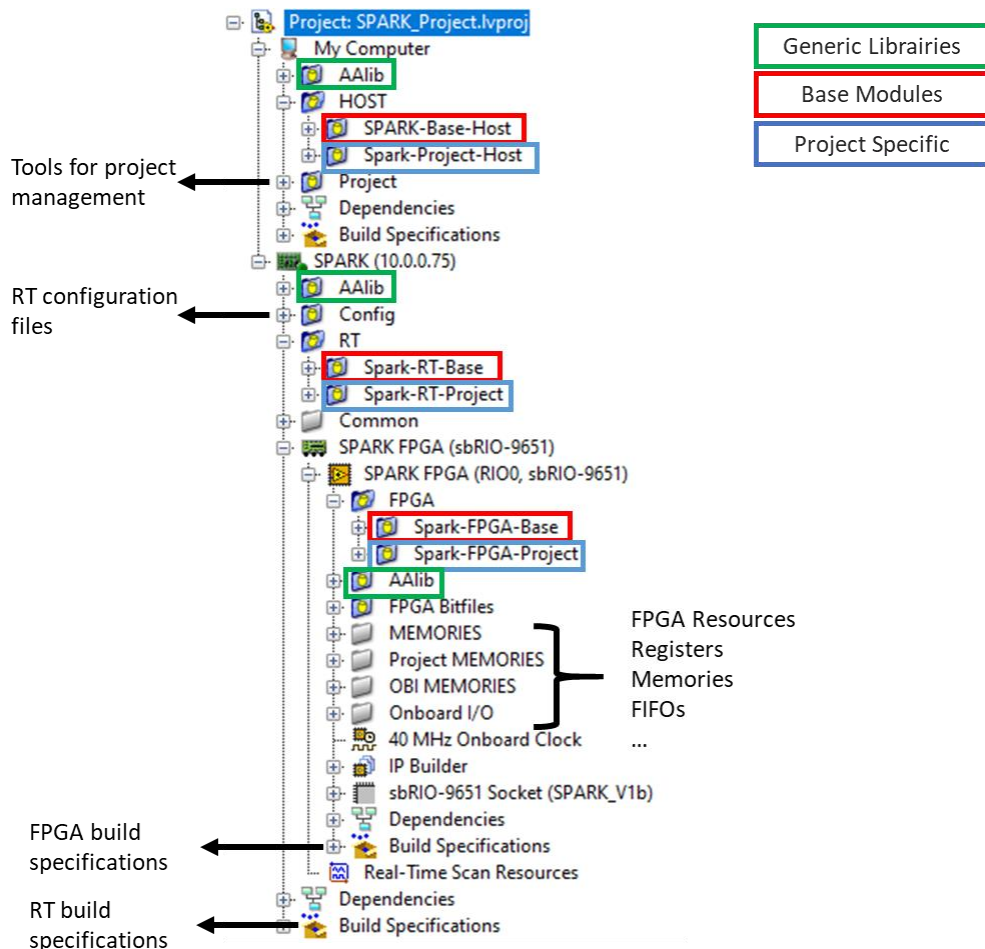 Project: SPARK_Project.lvproj
My Computer
AAlib
HOST
SPARK-Base-Host
Spark-Project-Host
Project
Dependencies
Build Specifications
SPARK (10.0.0.75)
AAlib
Config
RT
Spark-RT-Base
Spark-RT-Project
Common
SPARK FPGA (sbRIO-9651)
SPARK FPGA (RIO0, sbRIO-9651)
FPGA
Spark-FPGA-Base
Spark-FPGA-Project
AAlib
FPGA Bitfiles
MEMORIES
Project MEMORIES
OBI MEMORIES
Onboard I/O
40 MHz Onboard Clock
IP Builder
sbRIO-9651 Socket (SPARK_V1b)
Dependencies
Build Specifications
Real-Time Scan Resources
Dependencies
Build Specifications
Generic Librairies
Base Modules
Project Specific
Tools for project
management
RT configuration
files
FPGA Resources
Registers
Memories
FIFOs
...
FPGA build
specifications
RT build
specifications